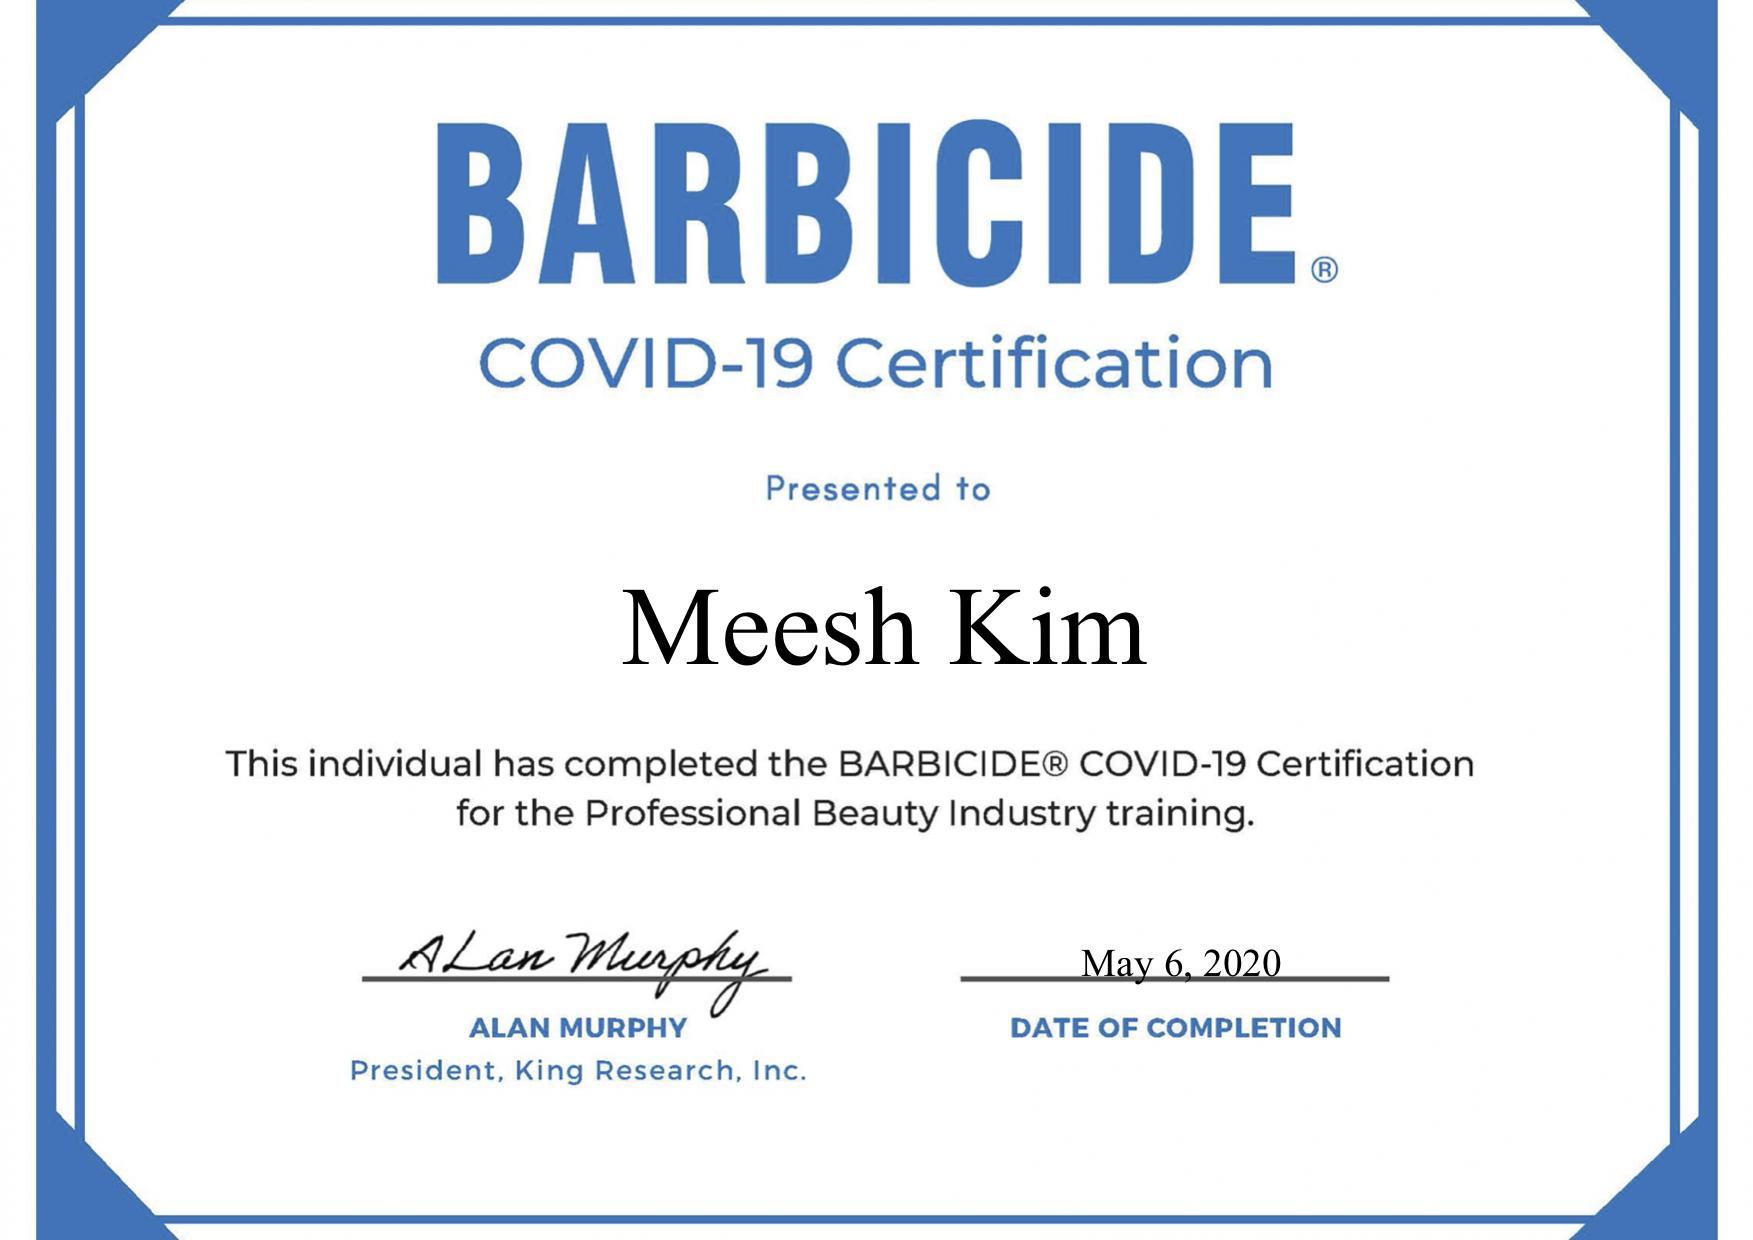 BARBICIDE®
COVID-19 Certification
Presented to
Meesh Kim
This individual has completed the BARBICIDE® COVID-19 Certification
for the Professional Beauty Industry training.
ALan Murphy
May 6, 2020
ALAN MURPHY
DATE OF COMPLETION
President, King Research, Inc.